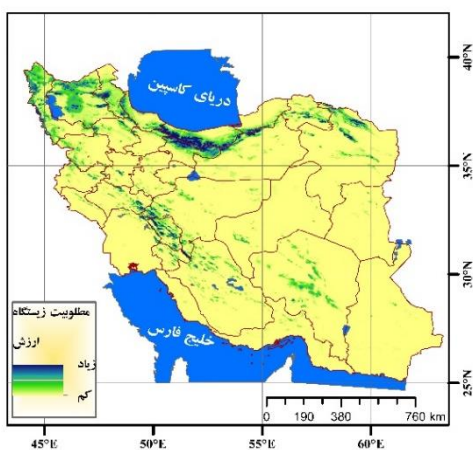 دریای کاسپین
خلیج فارس
مطلوبیت زیستگاه
ارزش
زیاد
کم
0 190 380 760 km
40°N
35°N
30°N
25°N
45°E 50°E 55°E 60°E